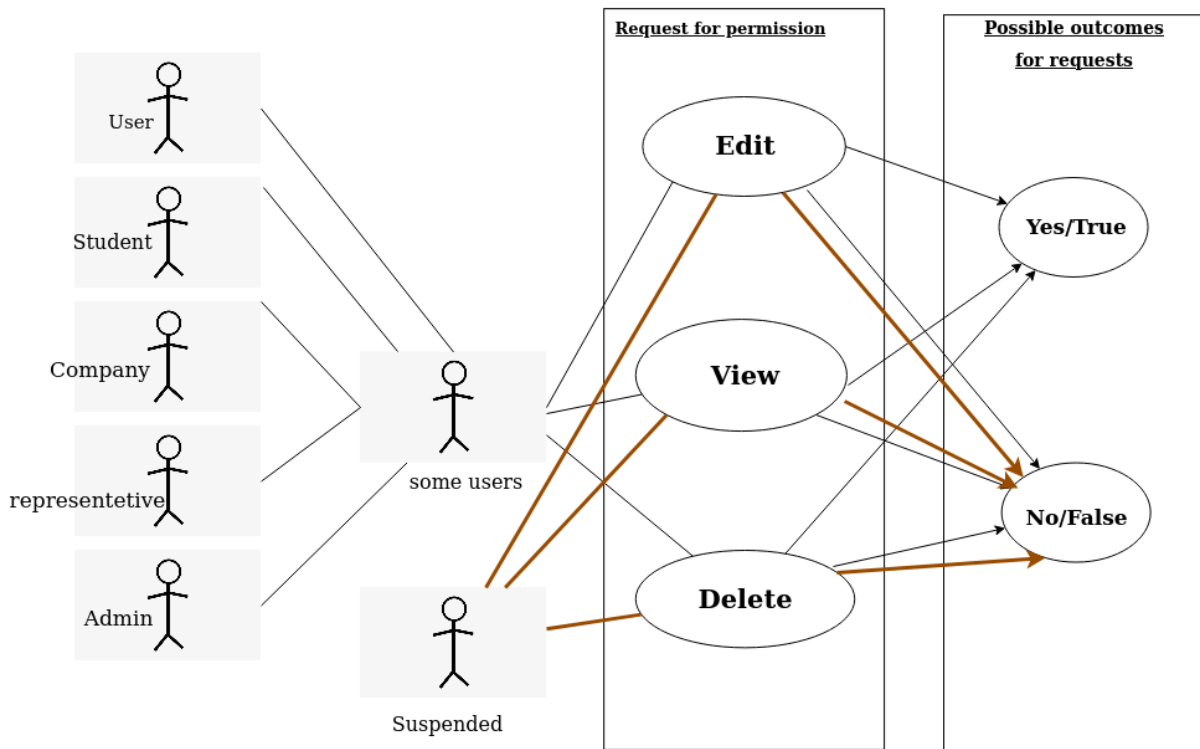 Request for permission
Possible outcomes
for requests
User
Student
Company
representetive
Admin
some users
Suspended
Edit
View
Delete
Yes/True
No/False